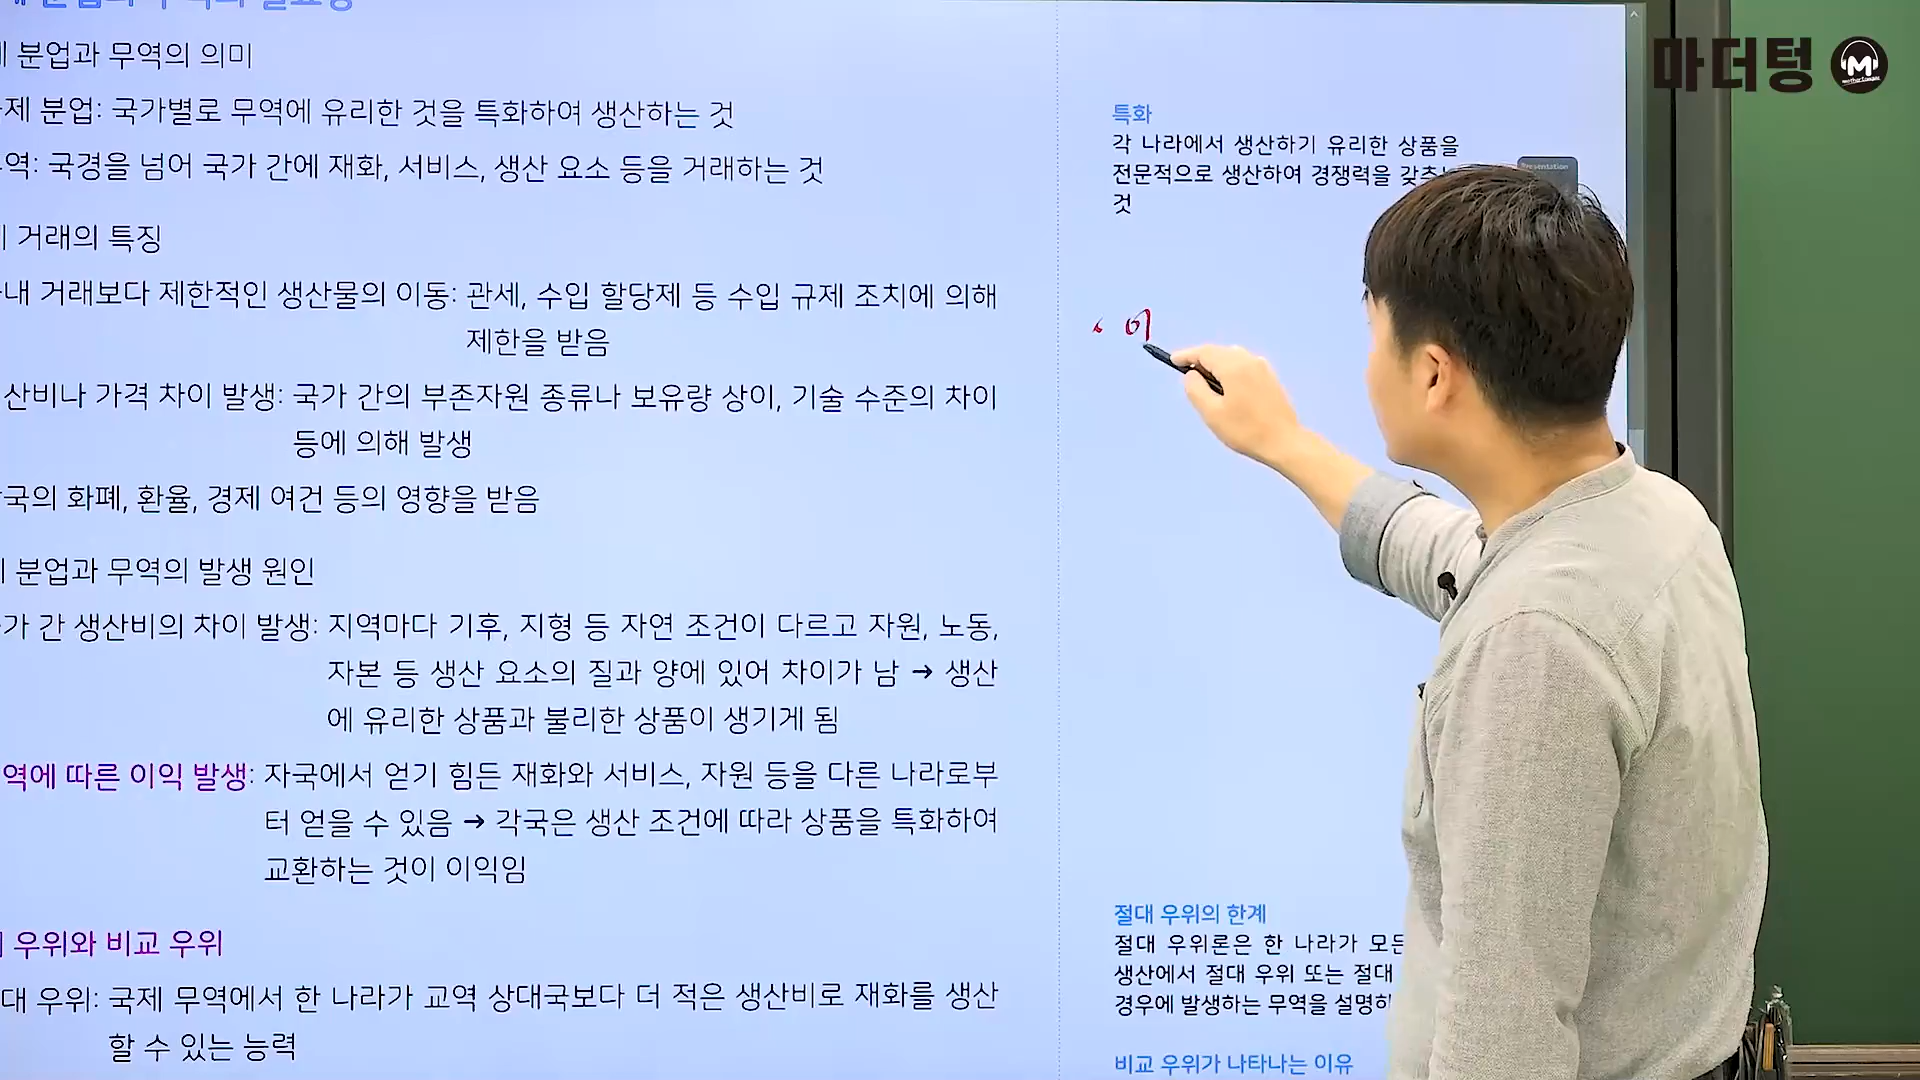 분업과 무역의 의미
제 분업: 국가별로 무역에 유리한 것을 특화하여 생산하는 것
역: 국경을 넘어 국가 간에 재화, 서비스, 생산 요소 등을 거래하는 것
거래의 특징
내 거래보다 제한적인 생산물의 이동: 관세, 수입 할당제 등 수입 규제 조치에 의해
제한을 받음
산비나 가격 차이 발생: 국가 간의 부존자원 종류나 보유량 상이, 기술 수준의 차이
등에 의해 발생
국의 화폐, 환율, 경제 여건 등의 영향을 받음
분업과 무역의 발생 원인
가 간 생산비의 차이 발생: 지역마다 기후, 지형 등 자연 조건이 다르고 자원, 노동,
자본 등 생산 요소의 질과 양에 있어 차이가 남 → 생산
에 유리한 상품과 불리한 상품이 생기게 됨
역에 따른 이익 발생: 자국에서 얻기 힘든 재화와 서비스, 자원 등을 다른 나라로부
터 얻을 수 있음 → 각국은 생산 조건에 따라 상품을 특화하여
교환하는 것이 이익임
우위와 비교 우위
대 우위: 국제 무역에서 한 나라가 교역 상대국보다 더 적은 생산비로 재화를 생산
할 수 있는 능력
특화
각 나라에서 생산하기 유리한 상품을
전문적으로 생산하여 경쟁력을 갖추는
것
이
절대 우위의 한계
절대 우위론은 한 나라가 모든
생산에서 절대 우위 또는 절대
경우에 발생하는 무역을 설명하
비교 우위가 나타나는 이유
마더텅
Presentation